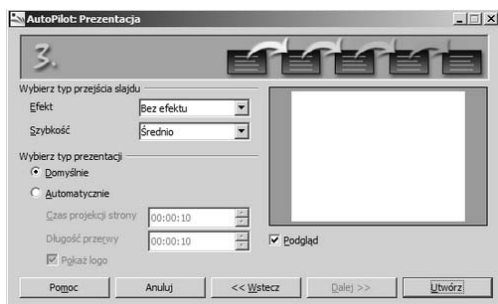 AutoPilot: Prezentacja
3.
Wybierz typ przejścia slajdu
Efekt Bez efektu
Szybkość Średnio
Wybierz typ prezentacji
Domyślnie
Automatycznie
Czas projekcji strony 00:00:10
Długość przerwy 00:00:10
Podgląd
Pokaż logo
Pomoc Anuluj << Wstecz Dalej >> Utwórz